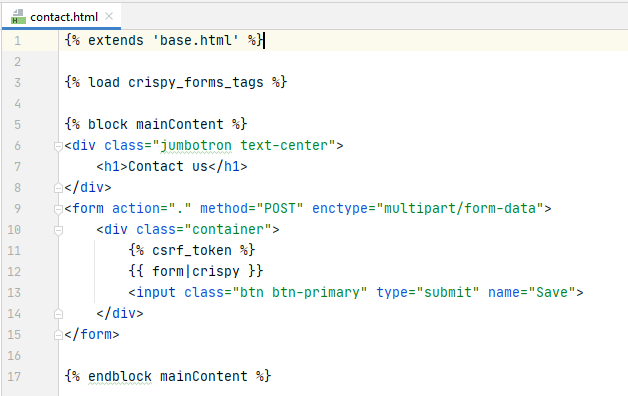 contact.html
1 {% extends 'base.html' %}
2
3 {% load crispy_forms_tags %}
4
5 {% block mainContent %}
6 <div class="jumbotron text-center">
7     <h1>Contact us</h1>
8 </div>
9 <form action="." method="POST" enctype="multipart/form-data">
10     <div class="container">
11         {% csrf_token %}
12         {{ form|crispy }}
13         <input class="btn btn-primary" type="submit" name="Save">
14     </div>
15 </form>
16
17 {% endblock mainContent %}